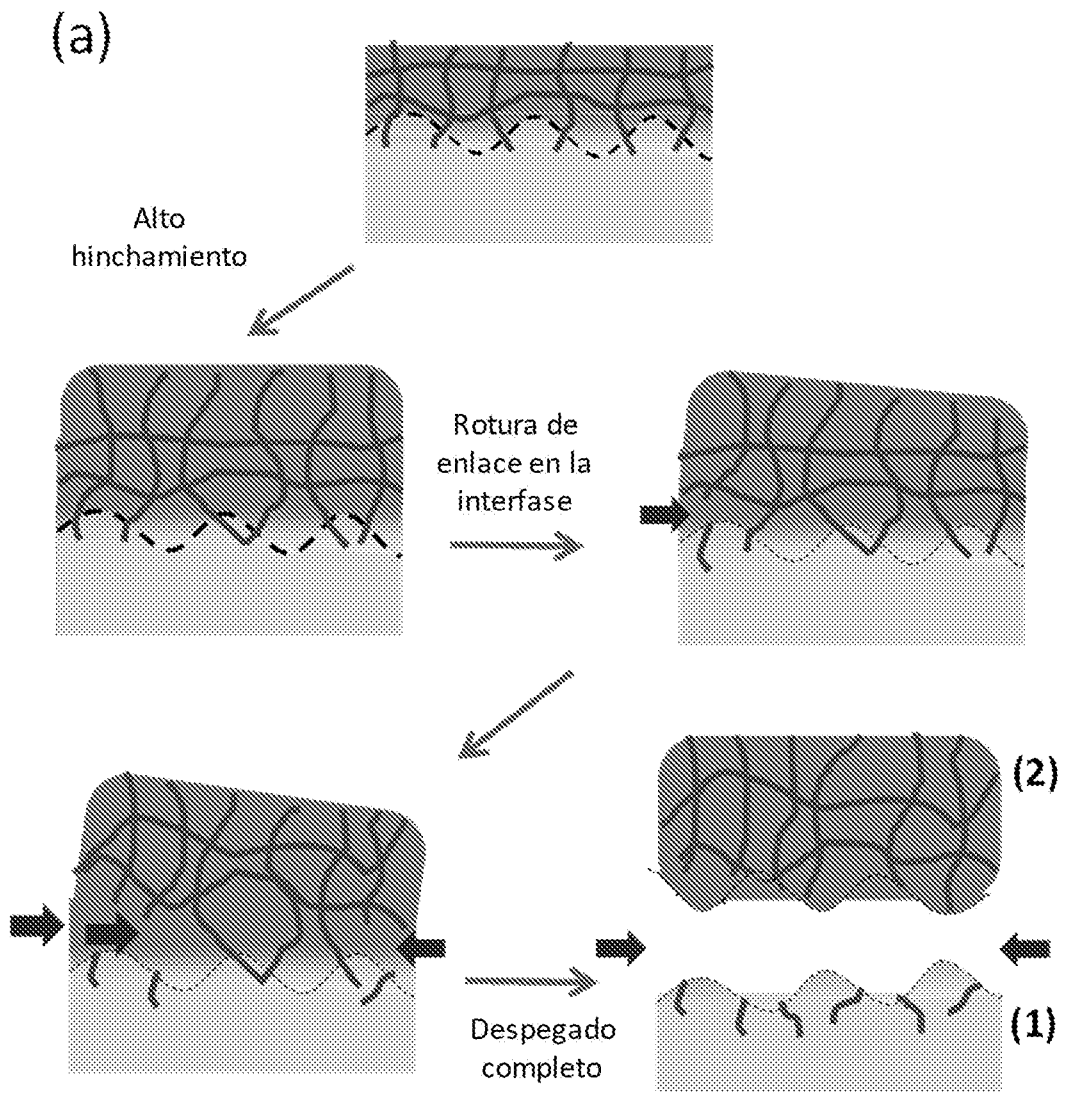 (a)
Alto
hinchamiento
Rotura de
enlace en la
interfase
(2)
(1)
Despegado
completo